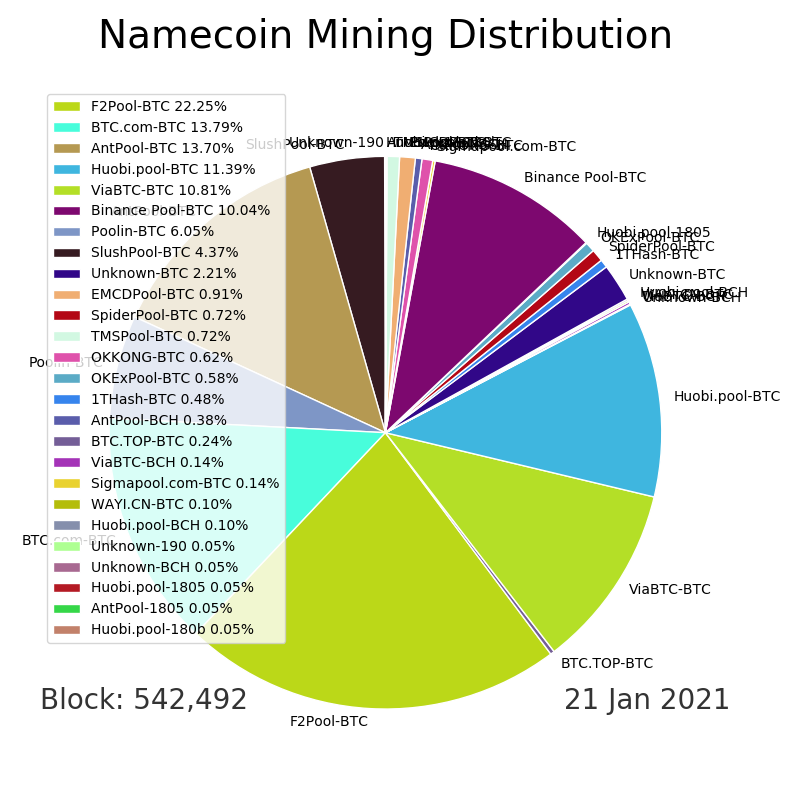 Namecoin Mining Distribution
F2Pool-BTC 22.25%
BTC.com-BTC 13.79%
AntPool-BTC 13.70%
Huobi.pool-BTC 11.39%
ViaBTC-BTC 10.81%
Binance Pool-BTC 10.04%
Poolin-BTC 6.05%
SlushPool-BTC 4.37%
Unknown-BTC 2.21%
EMCDPool-BTC 0.91%
SpiderPool-BTC 0.72%
TMSPool-BTC 0.72%
OKKONG-BTC 0.62%
OKExPool-BTC 0.58%
1THash-BTC 0.48%
AntPool-BCH 0.38%
BTC.TOP-BTC 0.24%
ViaBTC-BCH 0.14%
Sigmapool.com-BTC 0.14%
WAYI.CN-BTC 0.10%
Huobi.pool-BCH 0.10%
Unknown-190 0.05%
Unknown-BCH 0.05%
Huobi.pool-1805 0.05%
AntPool-1805 0.05%
Huobi.pool-180b 0.05%
SlushPool-BTC
Unknown-190
Sigmapool.com-BTC
Binance Pool-BTC
Huobi.pool-1805
OKExPool-BTC
SpiderPool-BTC
1THash-BTC
Unknown-BTC
Huobi.pool-BCH
Unknown-BCH
Poolin-BTC
Huobi.pool-BTC
BTC.com-BTC
ViaBTC-BTC
BTC.TOP-BTC
F2Pool-BTC
Block: 542,492
21 Jan 2021